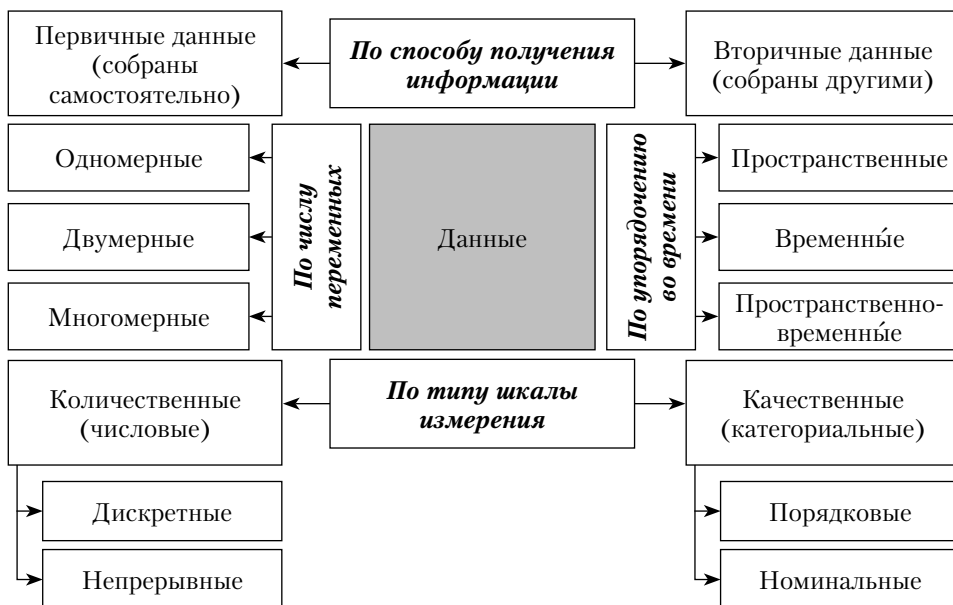 Первичные данные
(собраны
самостоятельно)
По способу получения
информации
Вторичные данные
(собраны другими)
Одномерные
Двумерные
Многомерные
По числу
переменных
Данные
По упорядочению
во времени
Пространственные
Временны́е
Пространственно-
временны́е
Количественные
(числовые)
По типу шкалы
измерения
Качественные
(категориальные)
Дискретные
Непрерывные
Порядковые
Номинальные